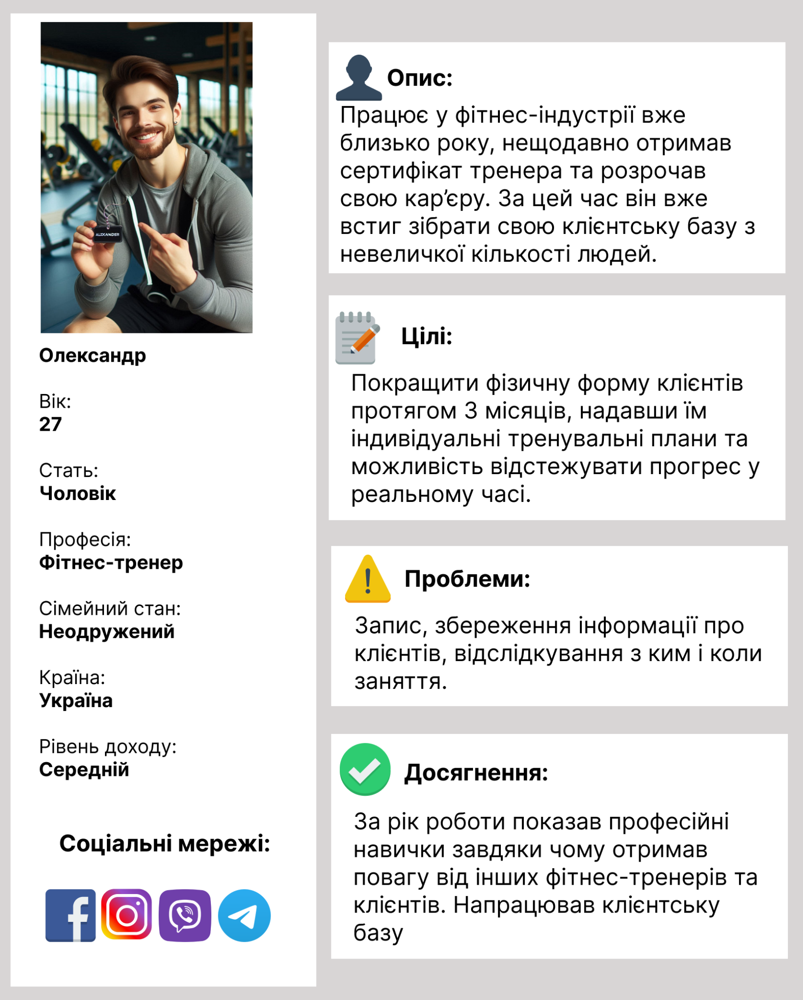 ALEXANDER
Олександр
Вік:
27
Стать:
Чоловік
Професія:
Фітнес-тренер
Сімейний стан:
Неодружений
Країна:
Україна
Рівень доходу:
Середній
Соціальні мережі:
Опис:
Працює у фітнес-індустрії вже
близько року, нещодавно отримав
сертифікат тренера та розрочав
свою кар’єру. За цей час він вже
встиг зібрати свою клієнтську базу з
невеличкої кількості людей.
Цілі:
Покращити фізичну форму клієнтів
протягом 3 місяців, надавши їм
індивідуальні тренувальні плани та
можливість відстежувати прогрес у
реальному часі.
Проблеми:
Запис, збереження інформації про
клієнтів, відслідкування з ким і коли
заняття.
Досягнення:
За рік роботи показав професійні
навички завдяки чому отримав
повагу від інших фітнес-тренерів та
клієнтів. Напрацював клієнтську
базу